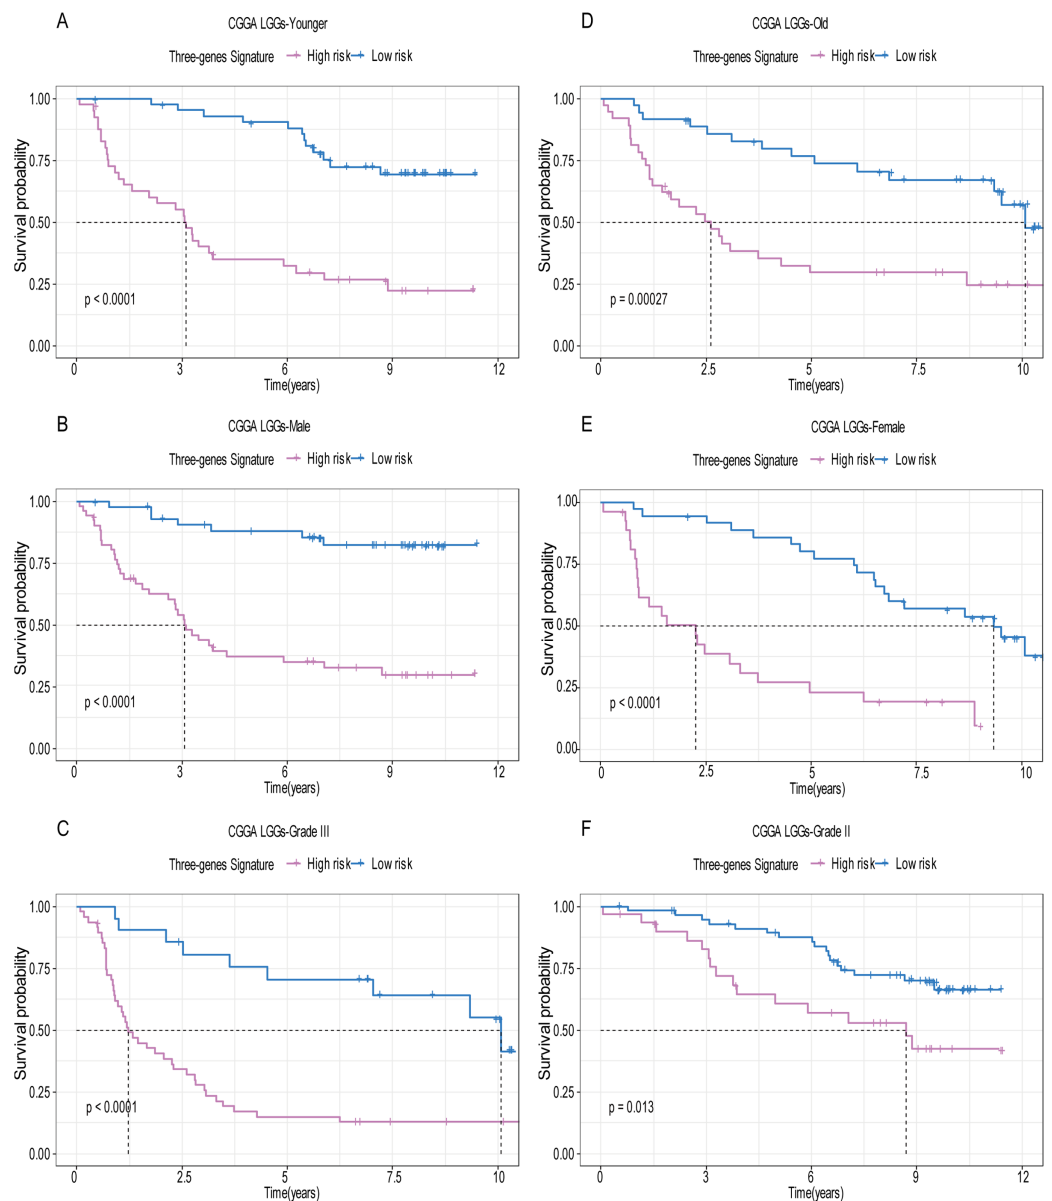 A
CGGA LGGs-Younger
Three-genes Signature High risk Low risk
Survival probability
1.00
0.75
0.50
0.25
0.00
p < 0.0001
0 3 6 9 12
Time(years)
D
CGGA LGGs-Old
Three-genes Signature High risk Low risk
Survival probability
1.00
0.75
0.50
0.25
0.00
p = 0.00027
0 2.5 5 7.5 10
Time(years)
B
CGGA LGGs-Male
Three-genes Signature High risk Low risk
Survival probability
1.00
0.75
0.50
0.25
0.00
p < 0.0001
0 3 6 9 12
Time(years)
E
CGGA LGGs-Female
Three-genes Signature High risk Low risk
Survival probability
1.00
0.75
0.50
0.25
0.00
p < 0.0001
0 2.5 5 7.5 10
Time(years)
C
CGGA LGGs-Grade III
Three-genes Signature High risk Low risk
Survival probability
1.00
0.75
0.50
0.25
0.00
p < 0.0001
0 2.5 5 7.5 10
Time(years)
F
CGGA LGGs-Grade II
Three-genes Signature High risk Low risk
Survival probability
1.00
0.75
0.50
0.25
0.00
p = 0.013
0 3 6 9 12
Time(years)